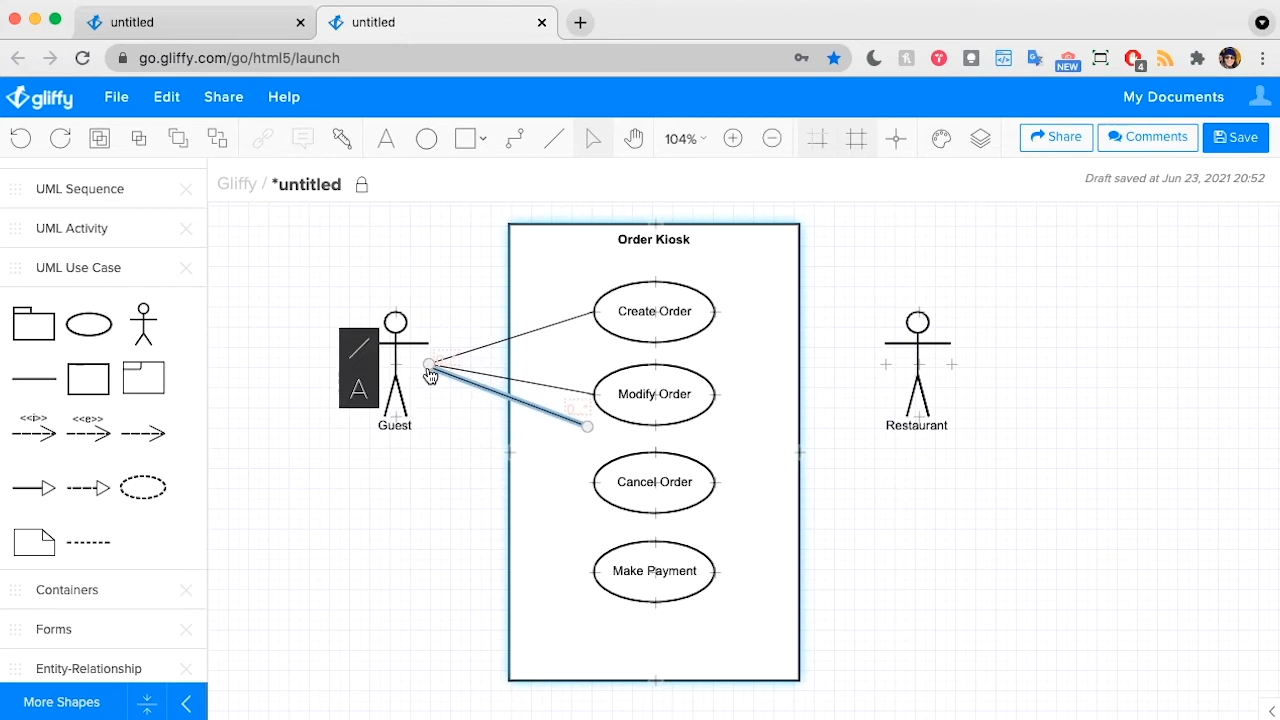 untitled
untitled
go.gliffy.com/go/html5/launch
NEW
4
gliffy
File
Edit
Share
Help
My Documents
A
104%
Share
Comments
Save
UML Sequence
Gliffy / *untitled
Draft saved at Jun 23, 2021 20:52
UML Activity
UML Use Case
<<i>>
<<e>>
Containers
Forms
Entity-Relationship
More Shapes
Order Kiosk
Create Order
Modify Order
Cancel Order
Make Payment
A
Guest
Restaurant